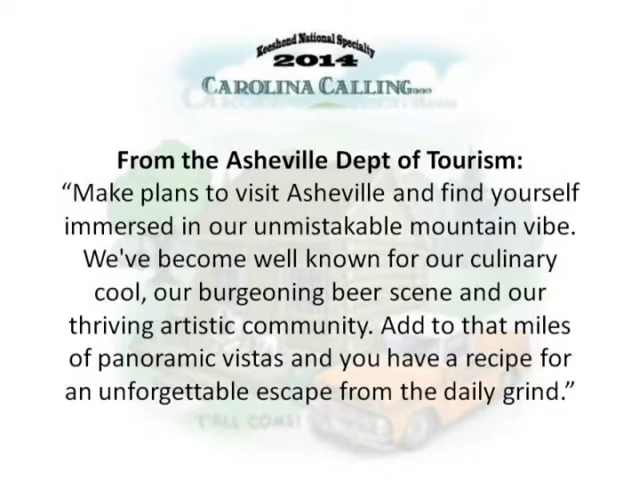 Keeshond National Specialty
2014
CAROLINA CALLING....
From the Asheville Dept of Tourism:
“Make plans to visit Asheville and find yourself
immersed in our unmistakable mountain vibe.
We've become well known for our culinary
cool, our burgeoning beer scene and our
thriving artistic community. Add to that miles
of panoramic vistas and you have a recipe for
an unforgettable escape from the daily grind.”
Y'ALL COME!